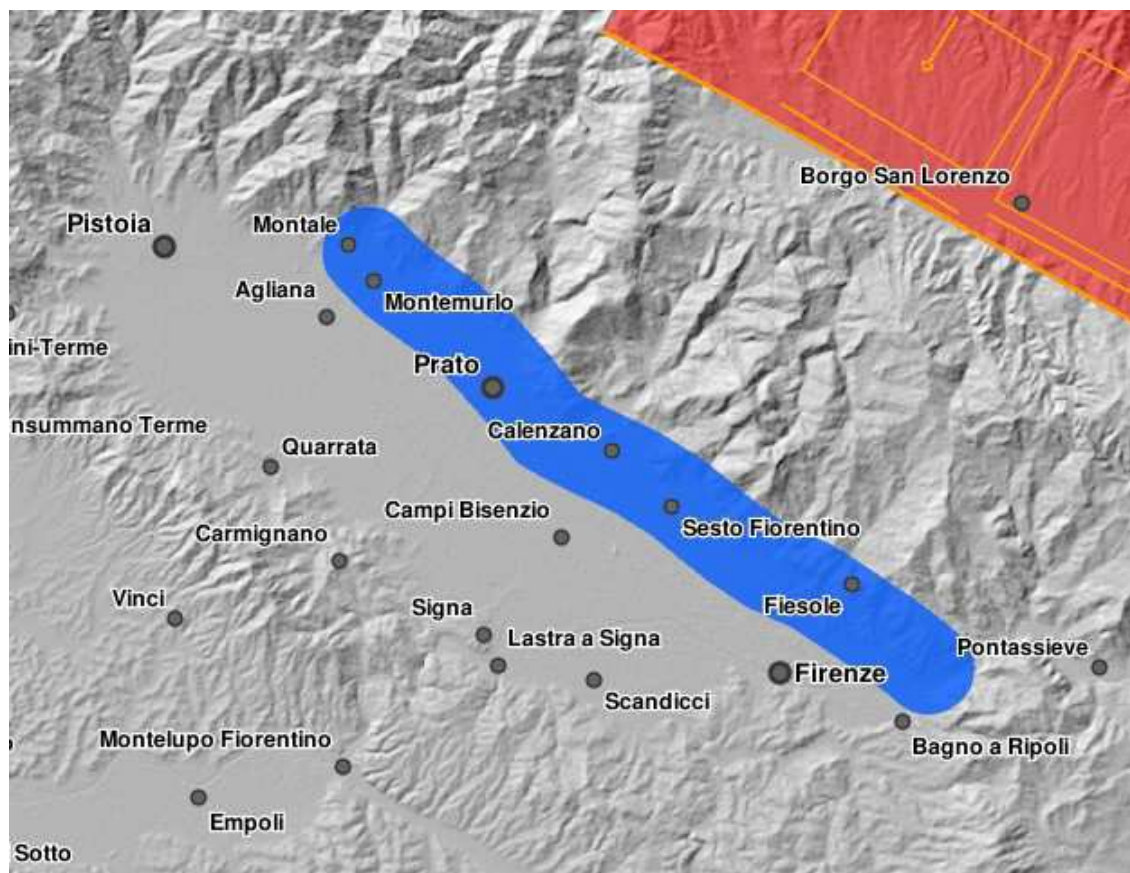 Borgo San Lorenzo
Pistoia
Montale
Agliana
Montemurlo
ini-Terme
Prato
nsummano Terme
Calenzano
Quarrata
Campi Bisenzio
Sesto Fiorentino
Carmignano
Vinci
Fiesole
Signa
Lastra a Signa
Pontassieve
Firenze
Scandicci
Montelupo Fiorentino
Bagno a Ripoli
Empoli
Sotto